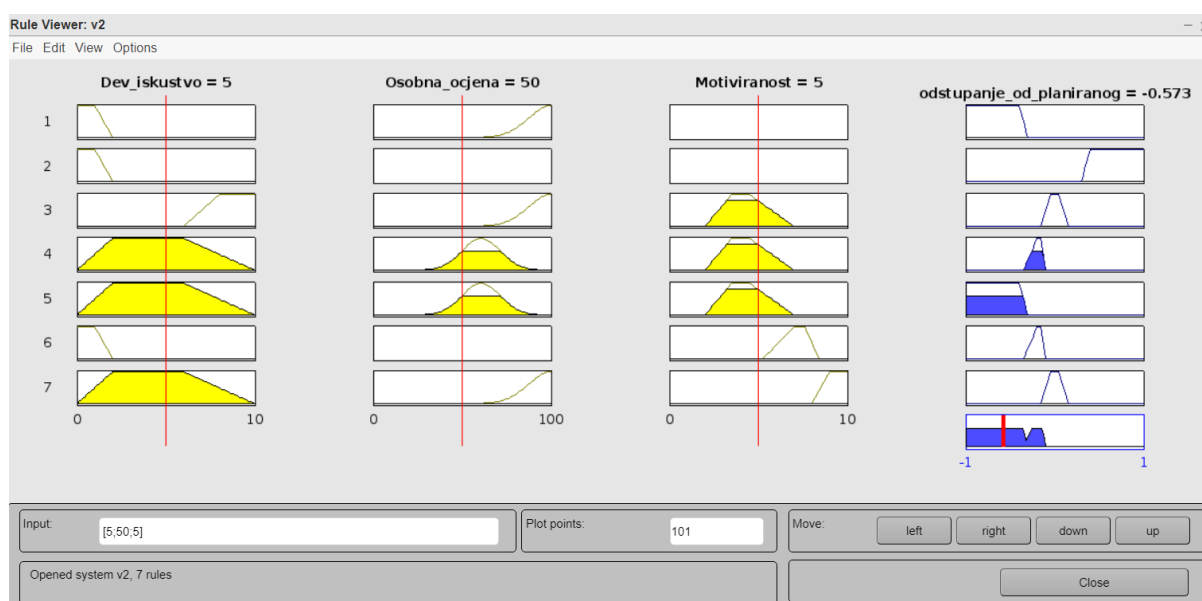 Rule Viewer: v2
File Edit View Options
Dev_iskustvo = 5
Osobna_ocjena = 50
Motiviranost = 5
odstupanje_od_planiranog = -0.573
1
2
3
4
5
6
7
0 10
0 100
0 10
-1 1
Input: [5;50;5]
Plot points: 101
Move: left right down up
Opened system v2, 7 rules
Close